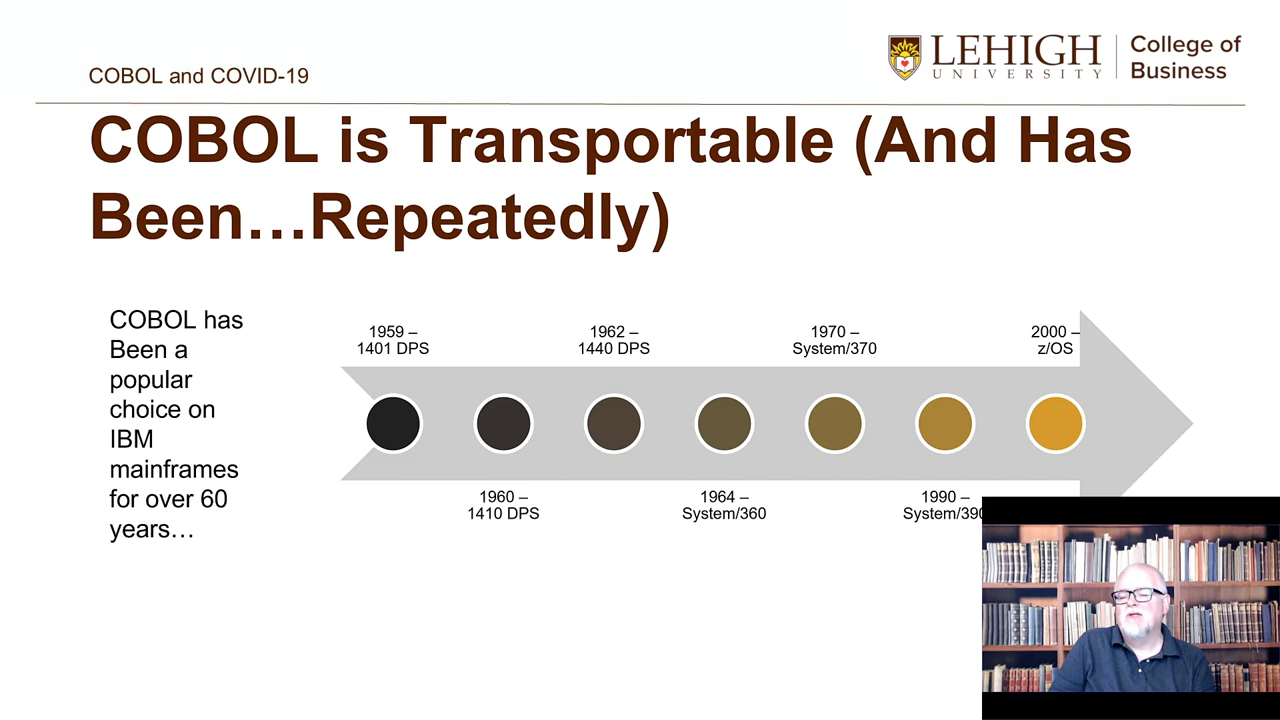 COBOL and COVID-19
LEHIGH
UNIVERSITY
College of
Business
COBOL is Transportable (And Has
Been…Repeatedly)
COBOL has
Been a
popular
choice on
IBM
mainframes
for over 60
years…
1959 –
1401 DPS
1962 –
1440 DPS
1970 –
System/370
2000 –
z/OS
1960 –
1410 DPS
1964 –
System/360
1990 –
System/390